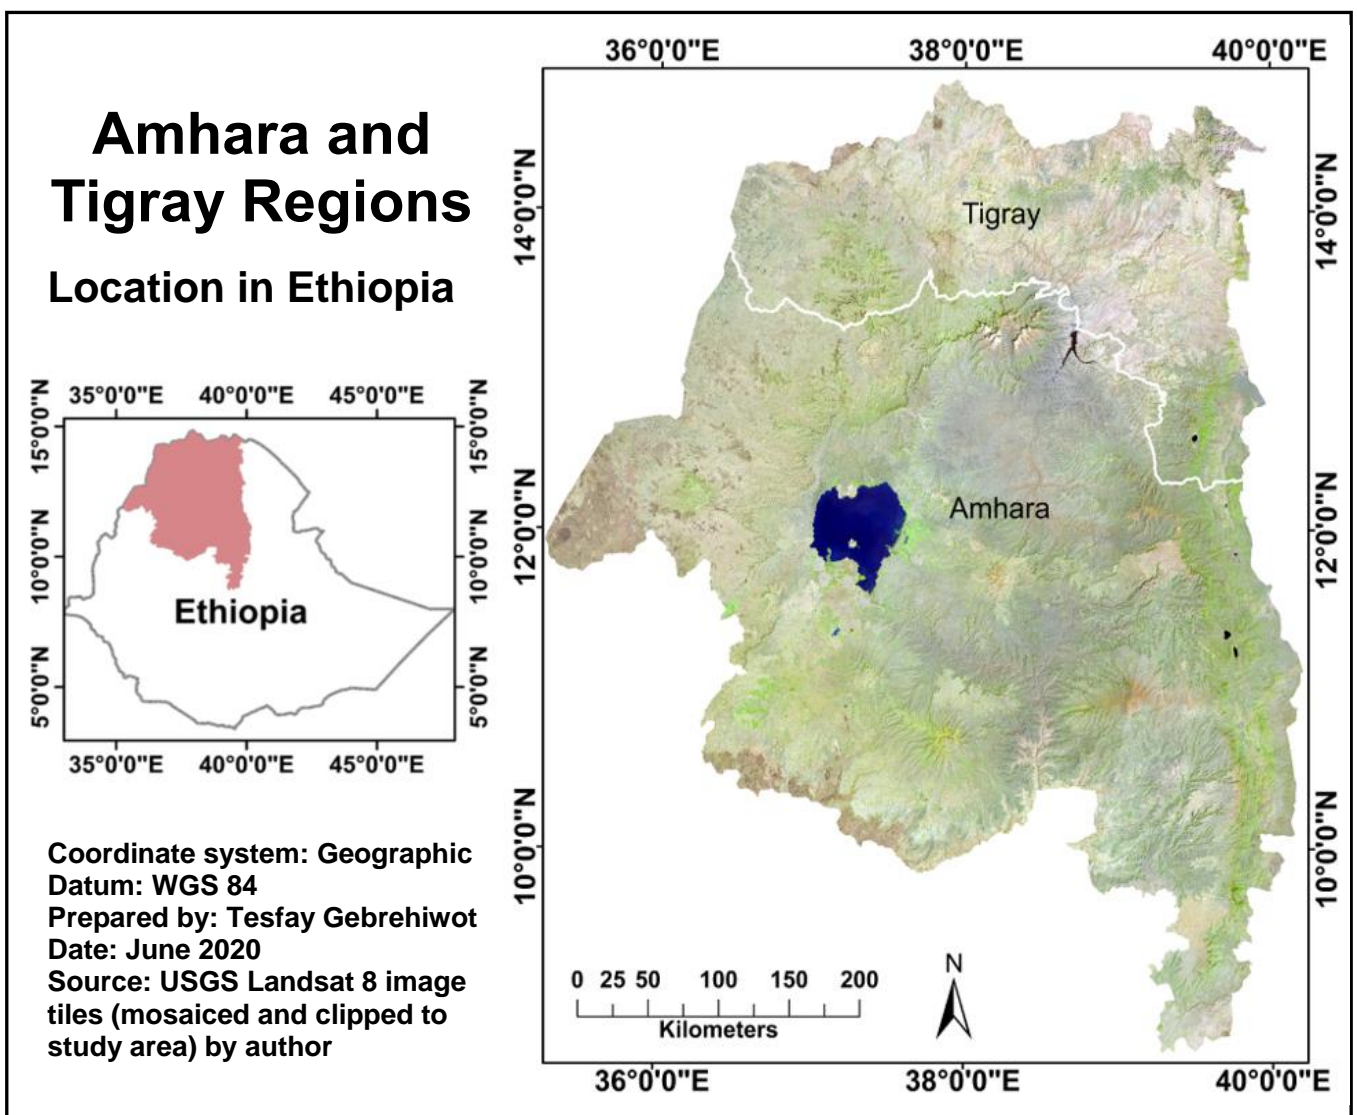 Amhara and
Tigray Regions
Location in Ethiopia
35°0'0"E 40°0'0"E 45°0'0"E
15°0'0"N
10°0'0"N
5°0'0"N
15°0'0"N
10°0'0"N
5°0'0"N
Ethiopia
35°0'0"E 40°0'0"E 45°0'0"E
Coordinate system: Geographic
Datum: WGS 84
Prepared by: Tesfay Gebrehiwot
Date: June 2020
Source: USGS Landsat 8 image
tiles (mosaiced and clipped to
study area) by author
36°0'0"E 38°0'0"E 40°0'0"E
14°0'0"N
12°0'0"N
10°0'0"N
Tigray
Amhara
14°0'0"N
12°0'0"N
10°0'0"N
0 25 50 100 150 200
Kilometers
N
36°0'0"E 38°0'0"E 40°0'0"E